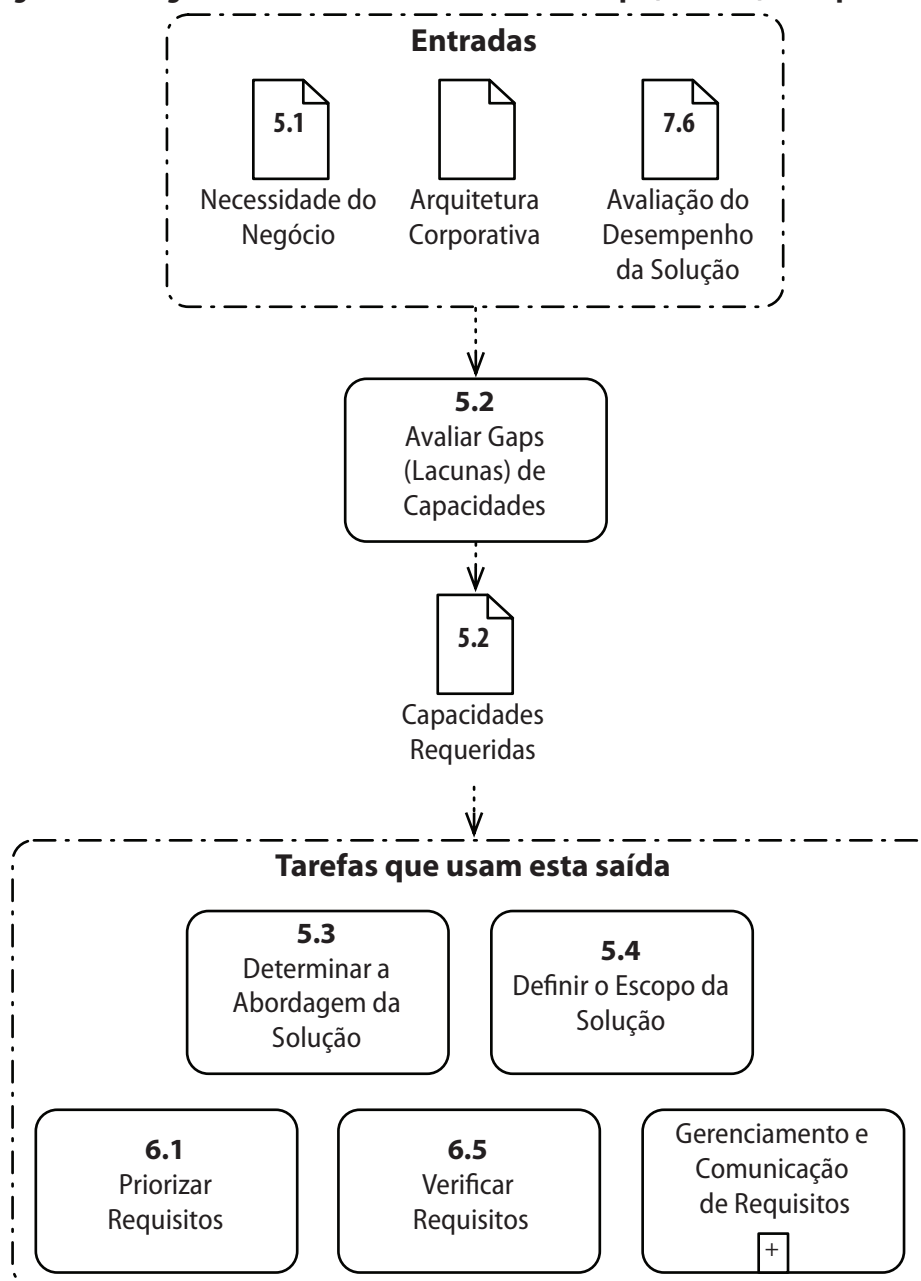 Entradas
5.1
7.6
Necessidade do
Negócio
Arquitetura
Corporativa
Avaliação do
Desempenho
da Solução
5.2
Avaliar Gaps
(Lacunas) de
Capacidades
5.2
Capacidades
Requeridas
Tarefas que usam esta saída
5.3
Determinar a
Abordagem da
Solução
5.4
Definir o Escopo da
Solução
6.1
Priorizar
Requisitos
6.5
Verificar
Requisitos
Gerenciamento e
Comunicação
de Requisitos
+